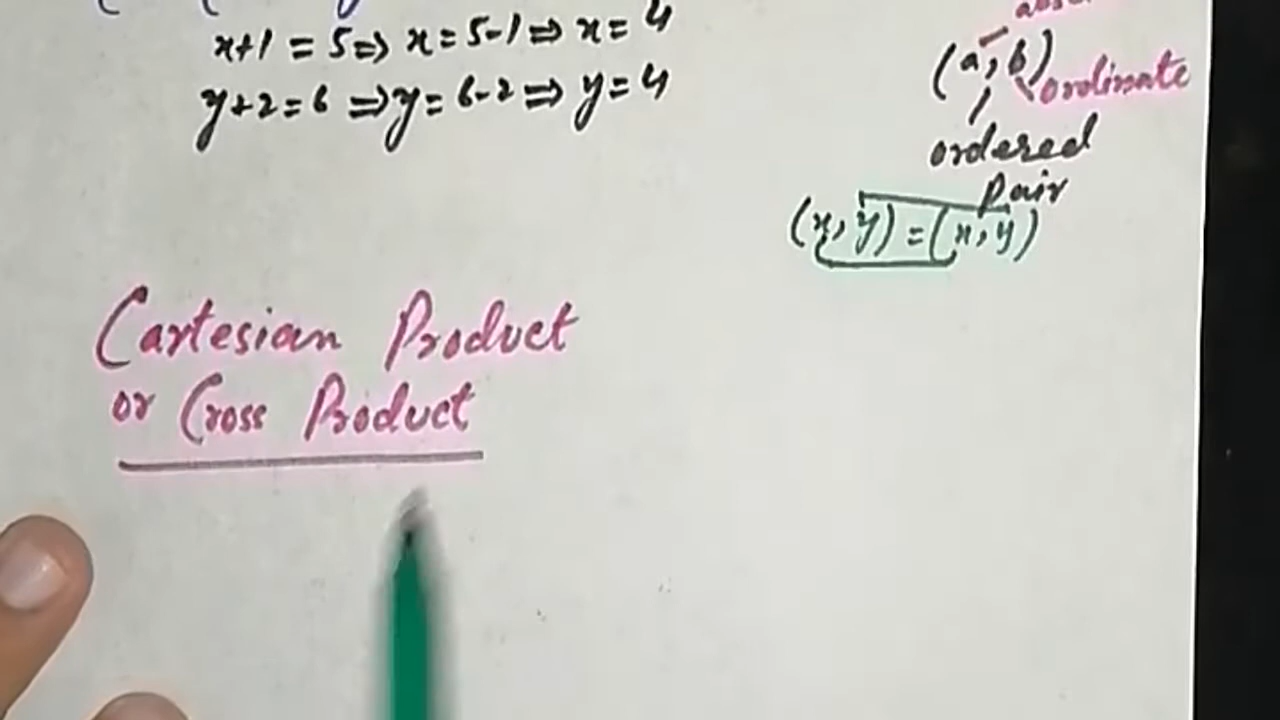 x+1 = 5 ⇒ x = 5-1 ⇒ x = 4
y+2 = 6 ⇒ y = 6-2 ⇒ y = 4
(a, b)
ordinate
ordered
pair
(x, y) = (x, y)
Cartesian Product
or Cross Product